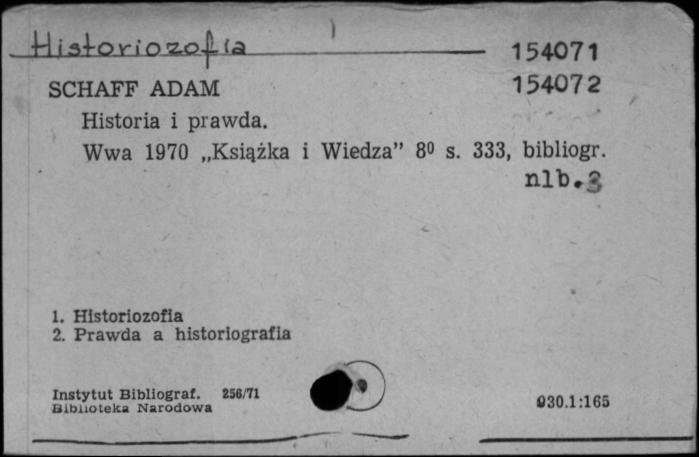 Historiozofia
154071
SCHAFF ADAM
154072
Historia i prawda.
Wwa 1970 „Książka i Wiedza” 8⁰ s. 333, bibliogr.
nlb.
1. Historiozofia
2. Prawda a historiografia
Instytut Bibliograf. 256/71
Biblioteka Narodowa
930.1:165